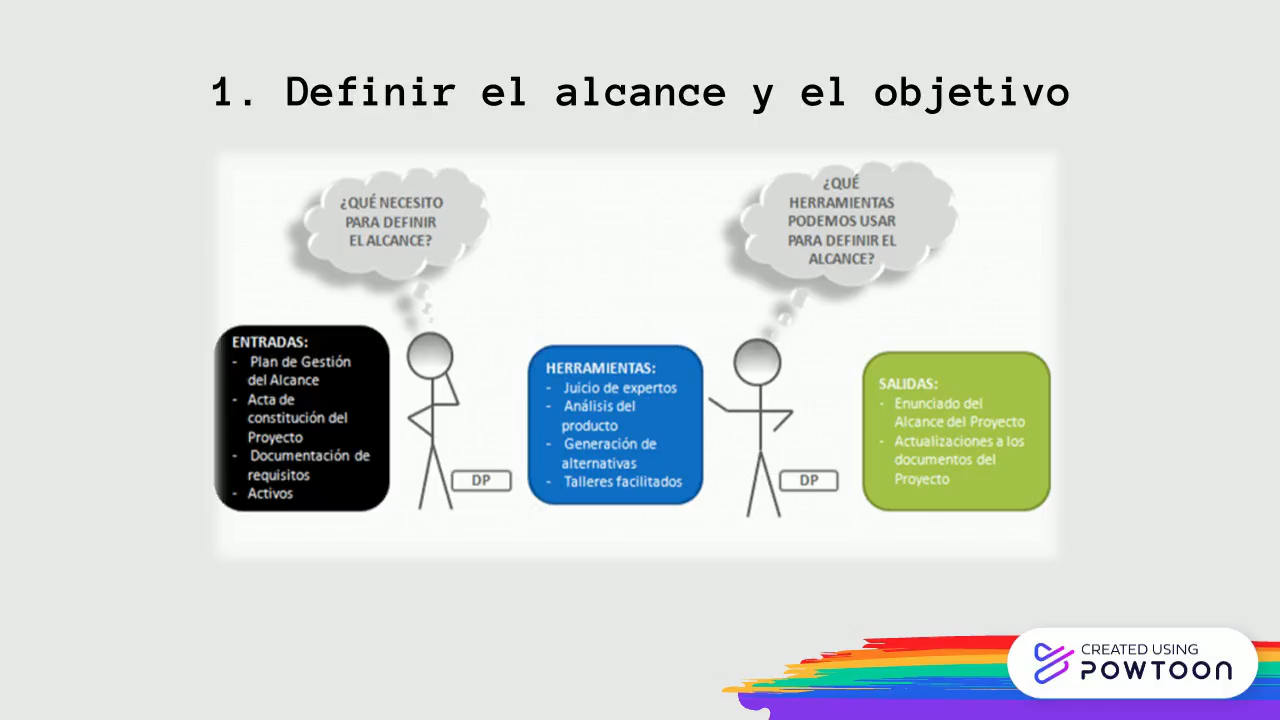 1. Definir el alcance y el objetivo
¿QUÉ NECESITO
PARA DEFINIR
EL ALCANCE?
¿QUÉ
HERRAMIENTAS
PODEMOS USAR
PARA DEFINIR EL
ALCANCE?
ENTRADAS:
- Plan de Gestión
del Alcance
- Acta de
constitución del
Proyecto
- Documentación de
requisitos
- Activos
DP
HERRAMIENTAS:
- Juicio de expertos
- Análisis del
producto
- Generación de
alternativas
- Talleres facilitados
DP
SALIDAS:
- Enunciado del
Alcance del Proyecto
- Actualizaciones a los
documentos del
Proyecto
CREATED USING
POWTOON